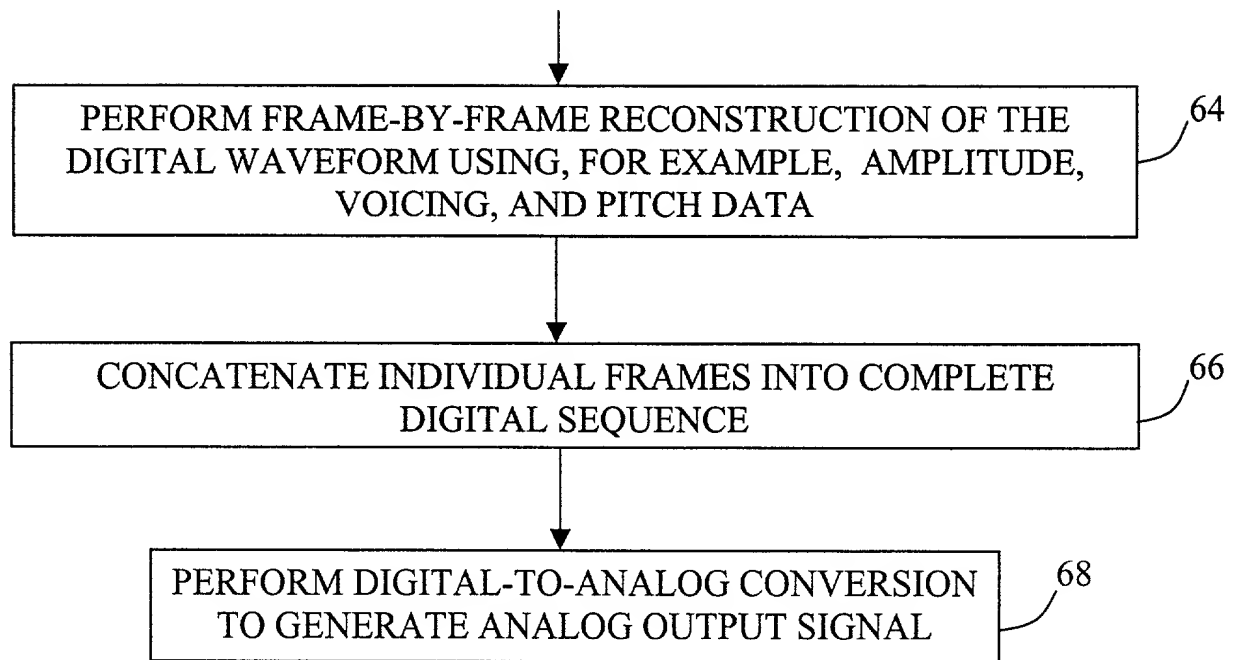 PERFORM FRAME-BY-FRAME RECONSTRUCTION OF THE
DIGITAL WAVEFORM USING, FOR EXAMPLE, AMPLITUDE,
VOICING, AND PITCH DATA
64
CONCATENATE INDIVIDUAL FRAMES INTO COMPLETE
DIGITAL SEQUENCE
66
PERFORM DIGITAL-TO-ANALOG CONVERSION
TO GENERATE ANALOG OUTPUT SIGNAL
68